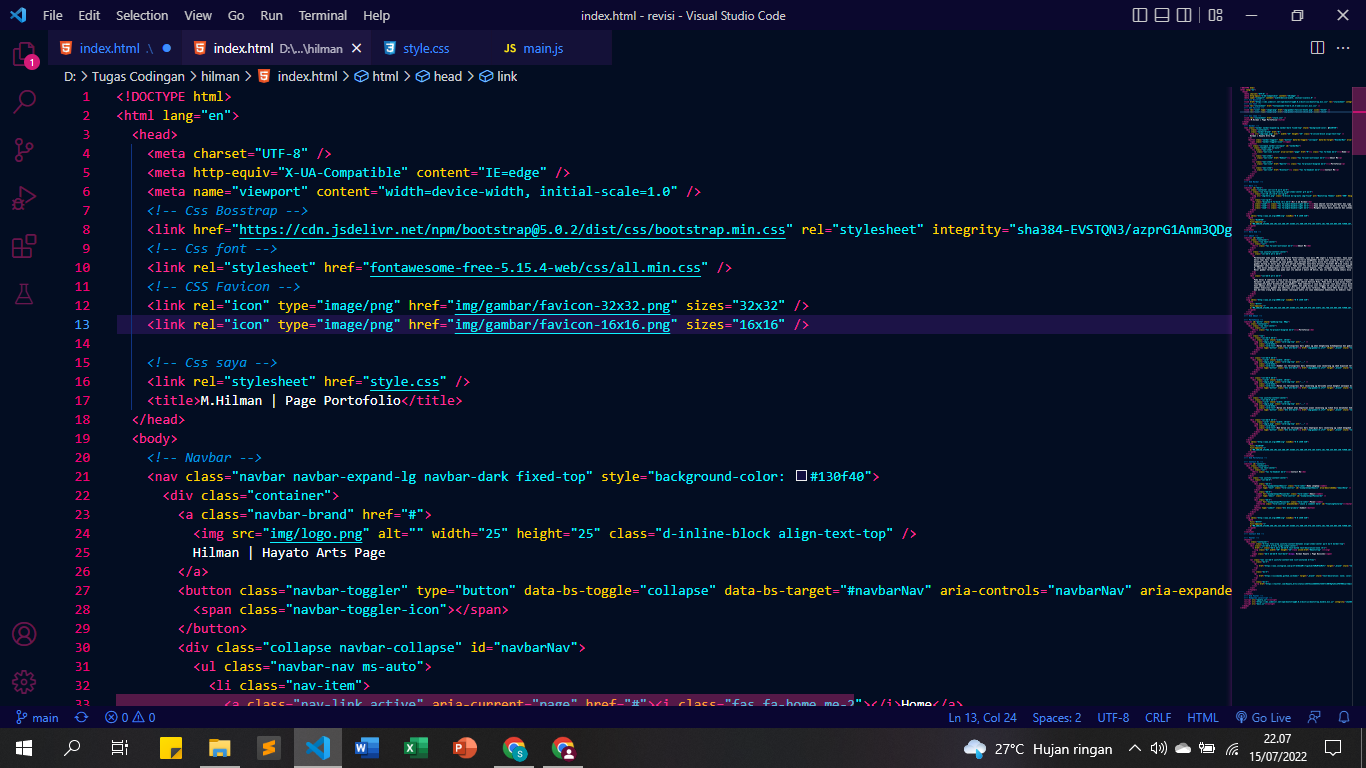 File Edit Selection View Go Run Terminal Help
index.html - revisi - Visual Studio Code
1
index.html .\
index.html D:\...\hilman
style.css
JS main.js
D: > Tugas Codingan > hilman > index.html > html > head > link
1 <!DOCTYPE html>
2 <html lang="en">
3 <head>
4 <meta charset="UTF-8" />
5 <meta http-equiv="X-UA-Compatible" content="IE=edge" />
6 <meta name="viewport" content="width=device-width, initial-scale=1.0" />
7 <!-- Css Bosstrap -->
8 <link href="https://cdn.jsdelivr.net/npm/bootstrap@5.0.2/dist/css/bootstrap.min.css" rel="stylesheet" integrity="sha384-EVSTQN3/azprG1Anm3QDg
9 <!-- Css font -->
10 <link rel="stylesheet" href="fontawesome-free-5.15.4-web/css/all.min.css" />
11 <!-- CSS Favicon -->
12 <link rel="icon" type="image/png" href="img/gambar/favicon-32x32.png" sizes="32x32" />
13 <link rel="icon" type="image/png" href="img/gambar/favicon-16x16.png" sizes="16x16" />
14
15 <!-- Css saya -->
16 <link rel="stylesheet" href="style.css" />
17 <title>M.Hilman | Page Portofolio</title>
18 </head>
19 <body>
20 <!-- Navbar -->
21 <nav class="navbar navbar-expand-lg navbar-dark fixed-top" style="background-color: #130f40">
22 <div class="container">
23 <a class="navbar-brand" href="#">
24 <img src="img/logo.png" alt="" width="25" height="25" class="d-inline-block align-text-top" />
25 Hilman | Hayato Arts Page
26 </a>
27 <button class="navbar-toggler" type="button" data-bs-toggle="collapse" data-bs-target="#navbarNav" aria-controls="navbarNav" aria-expande
28 <span class="navbar-toggler-icon"></span>
29 </button>
30 <div class="collapse navbar-collapse" id="navbarNav">
31 <ul class="navbar-nav ms-auto">
32 <li class="nav-item">
33 <a class="nav-link active" aria-current="page" href="#"><i class="fas fa-home me-2"></i>Home</a>
main 0 0 Ln 13, Col 24 Spaces: 2 UTF-8 CRLF HTML Go Live
27°C Hujan ringan
22.07
15/07/2022